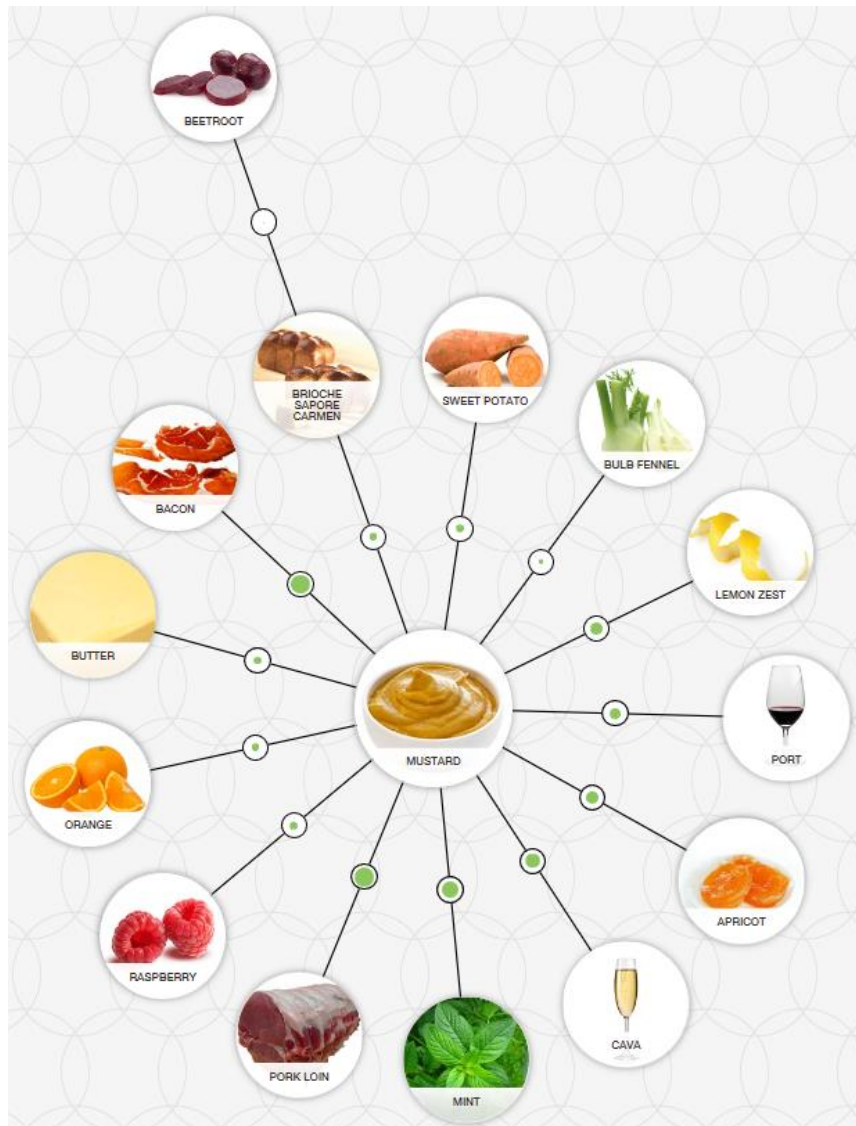 BEETROOT
BRIOCHE
SAPORE
CARMEN
SWEET POTATO
BULB FENNEL
BACON
LEMON ZEST
BUTTER
MUSTARD
PORT
ORANGE
APRICOT
RASPBERRY
CAVA
PORK LOIN
MINT